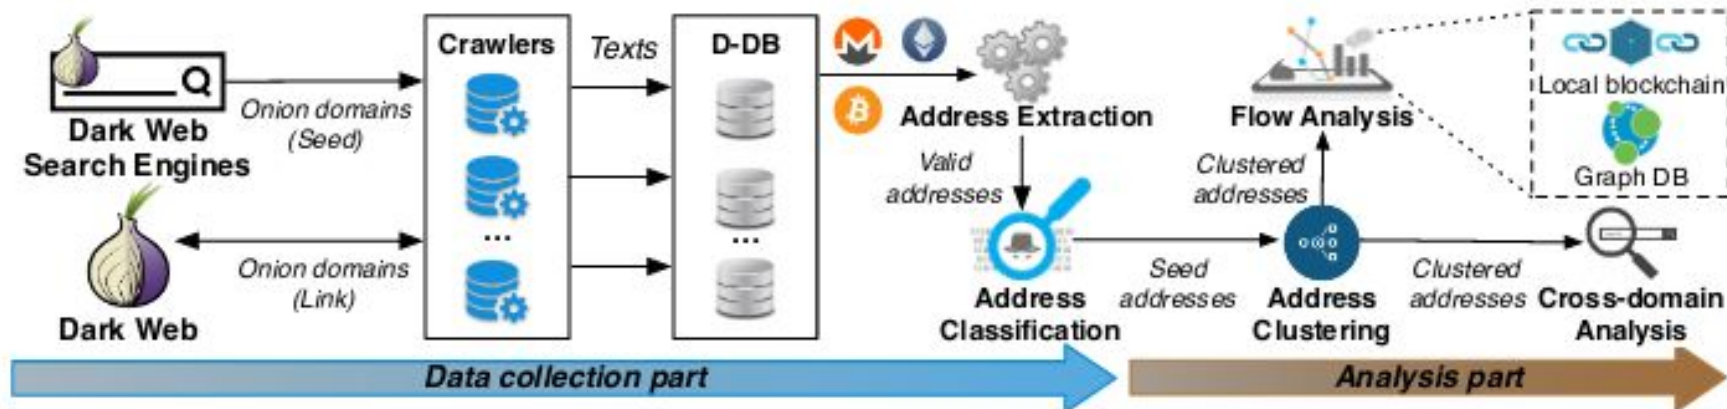 Dark Web
Search Engines
Onion domains
(Seed)
Dark Web
Onion domains
(Link)
Crawlers
...
Texts
D-DB
...
Address Extraction
Valid
addresses
Address
Classification
Seed
addresses
Address
Clustering
Clustered
addresses
Flow Analysis
Local blockchain
Graph DB
Clustered
addresses
Cross-domain
Analysis
Data collection part
Analysis part